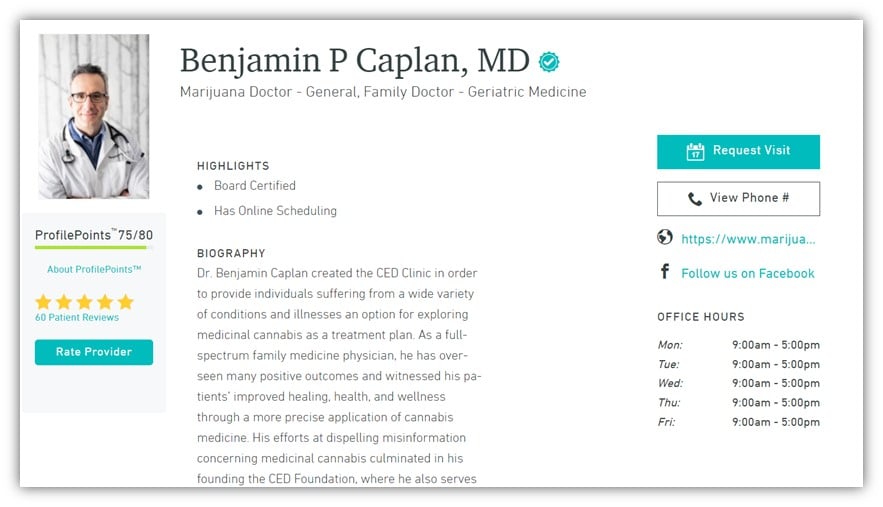 Benjamin P Caplan, MD
Marijuana Doctor - General, Family Doctor - Geriatric Medicine
ProfilePoints™ 75/80
About ProfilePoints™
60 Patient Reviews
Rate Provider
HIGHLIGHTS
Board Certified
Has Online Scheduling
BIOGRAPHY
Dr. Benjamin Caplan created the CED Clinic in order
to provide individuals suffering from a wide variety
of conditions and illnesses an option for exploring
medicinal cannabis as a treatment plan. As a full-
spectrum family medicine physician, he has over-
seen many positive outcomes and witnessed his pa-
tients’ improved healing, health, and wellness
through a more precise application of cannabis
medicine. His efforts at dispelling misinformation
concerning medicinal cannabis culminated in his
founding the CED Foundation, where he also serves
17 Request Visit
View Phone #
https://www.marijua...
f Follow us on Facebook
OFFICE HOURS
Mon: 9:00am - 5:00pm
Tue: 9:00am - 5:00pm
Wed: 9:00am - 5:00pm
Thu: 9:00am - 5:00pm
Fri: 9:00am - 5:00pm